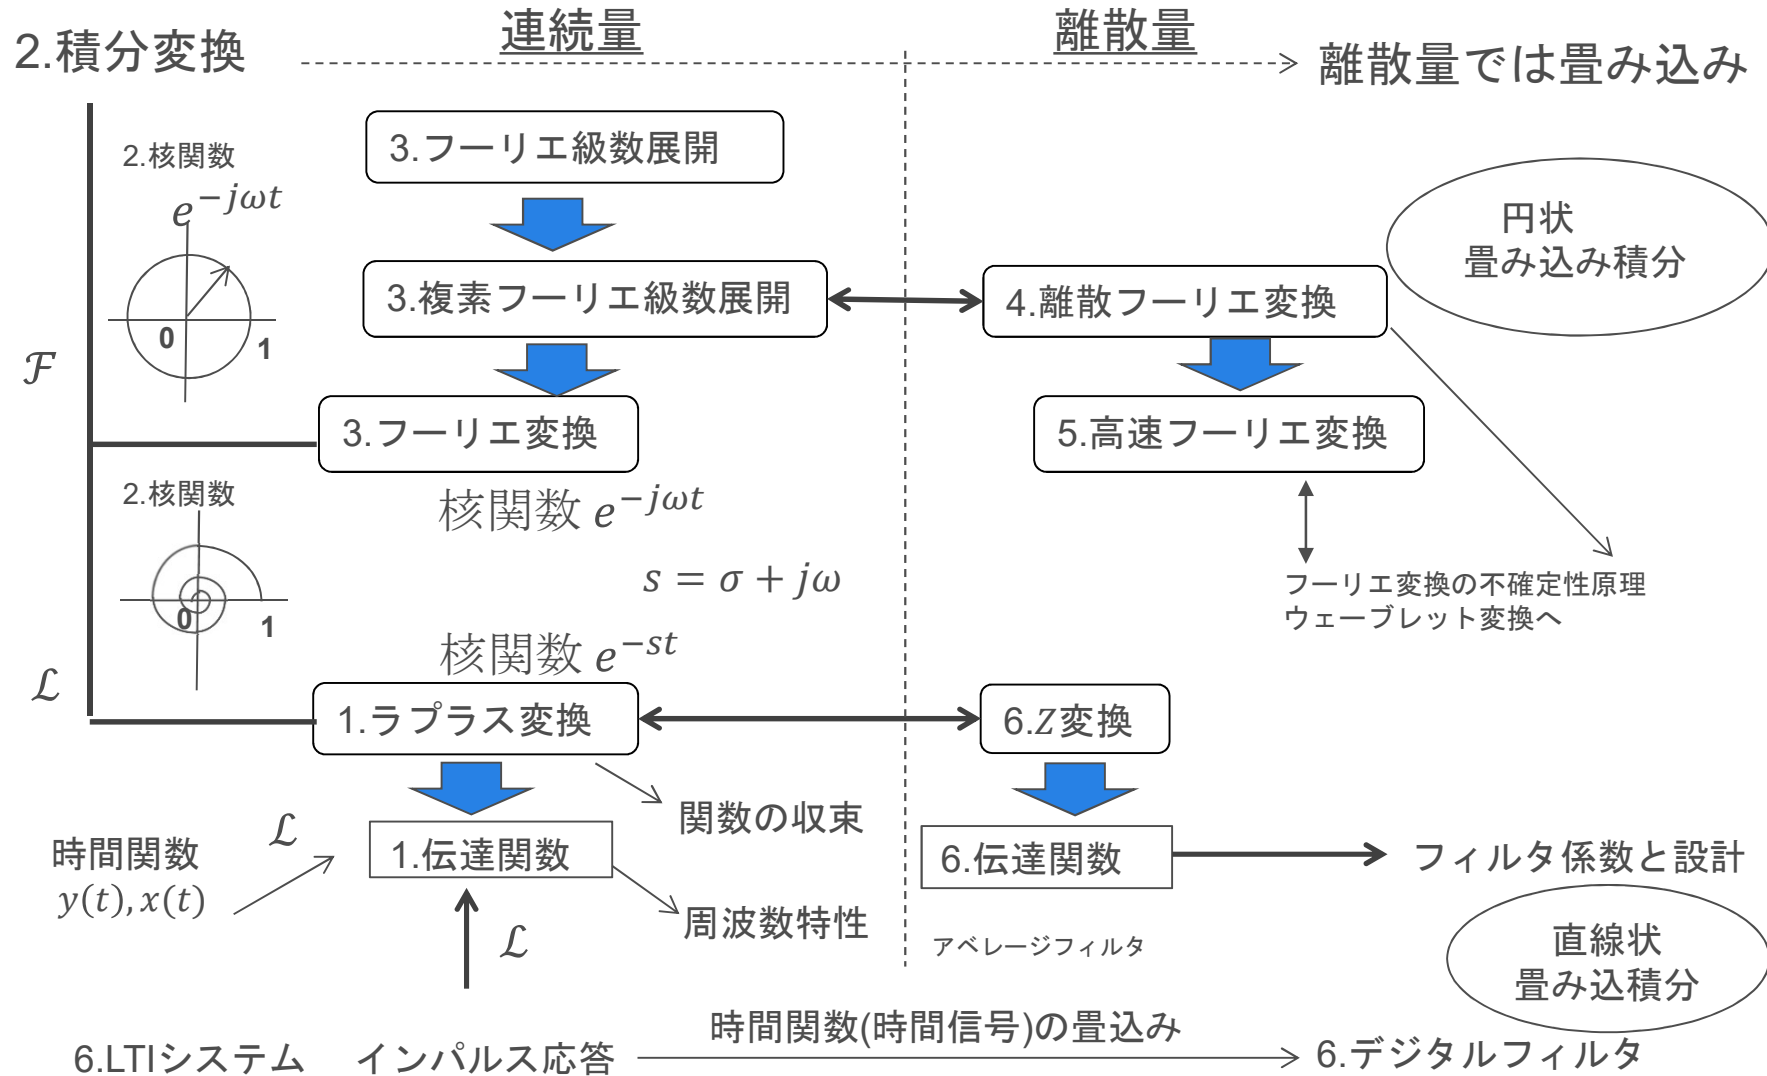 2.積分変換
連続量
離散量
離散量では畳み込み
2.核関数
e^{-jωt}
0
1
3.フーリエ級数展開
円状
畳み込み積分
3.複素フーリエ級数展開
4.離散フーリエ変換
ℱ
3.フーリエ変換
5.高速フーリエ変換
2.核関数
0
1
核関数 e^{-jωt}
s = σ + jω
フーリエ変換の不確定性原理
ウェーブレット変換へ
核関数 e^{-st}
ℒ
1.ラプラス変換
6.Z変換
関数の収束
時間関数
y(t), x(t)
ℒ
1.伝達関数
6.伝達関数
フィルタ係数と設計
周波数特性
ℒ
アベレージフィルタ
直線状
畳み込積分
時間関数(時間信号)の畳込み
6.LTIシステム
インパルス応答
6.デジタルフィルタ